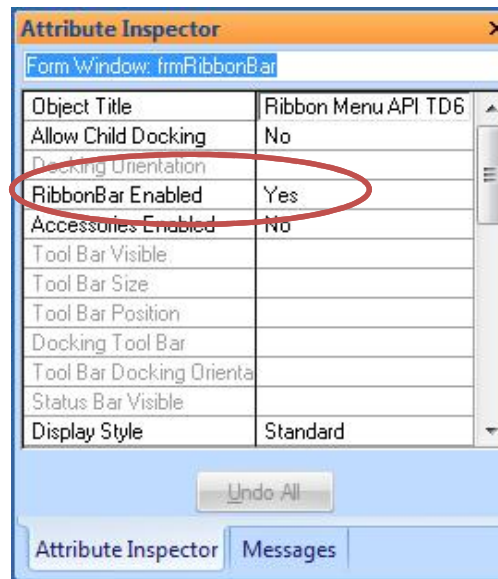 Attribute Inspector
Form Window: frmRibbonBar
Object Title Ribbon Menu API TD6
Allow Child Docking No
Docking Orientation
RibbonBar Enabled Yes
Accessories Enabled No
Tool Bar Visible
Tool Bar Size
Tool Bar Position
Docking Tool Bar
Tool Bar Docking Orienta
Status Bar Visible
Display Style Standard
Undo All
Attribute Inspector Messages